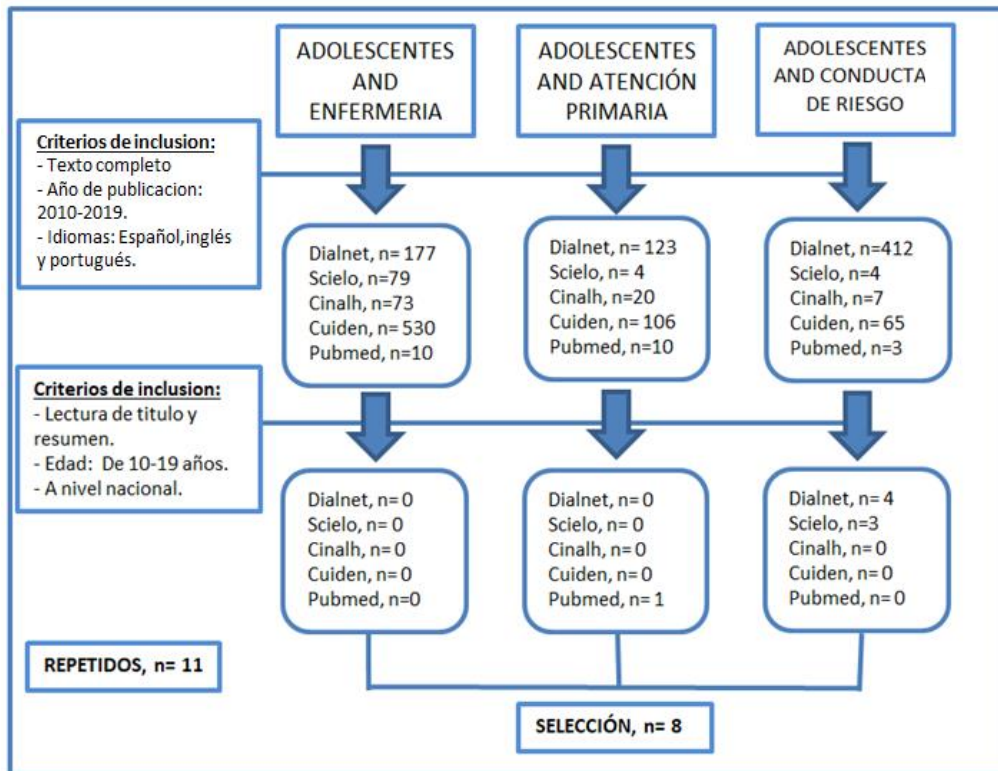 ADOLESCENTES
AND
ENFERMERIA
ADOLESCENTES
AND ATENCIÓN
PRIMARIA
ADOLESCENTES
AND CONDUCTA
DE RIESGO
Criterios de inclusion:
- Texto completo
- Año de publicacion:
2010-2019.
- Idiomas: Español,inglés
y portugués.
Dialnet, n= 177
Scielo, n=79
Cinalh, n=73
Cuiden, n= 530
Pubmed, n=10
Dialnet, n= 123
Scielo, n= 4
Cinalh, n=20
Cuiden, n= 106
Pubmed, n=10
Dialnet, n=412
Scielo, n=4
Cinalh, n=7
Cuiden, n= 65
Pubmed, n=3
Criterios de inclusion:
- Lectura de titulo y
resumen.
- Edad: De 10-19 años.
- A nivel nacional.
Dialnet, n= 0
Scielo, n= 0
Cinalh, n= 0
Cuiden, n= 0
Pubmed, n=0
Dialnet, n= 0
Scielo, n= 0
Cinalh, n= 0
Cuiden, n= 0
Pubmed, n= 1
Dialnet, n= 4
Scielo, n=3
Cinalh, n= 0
Cuiden, n= 0
Pubmed, n= 0
REPETIDOS, n= 11
SELECCIÓN, n= 8